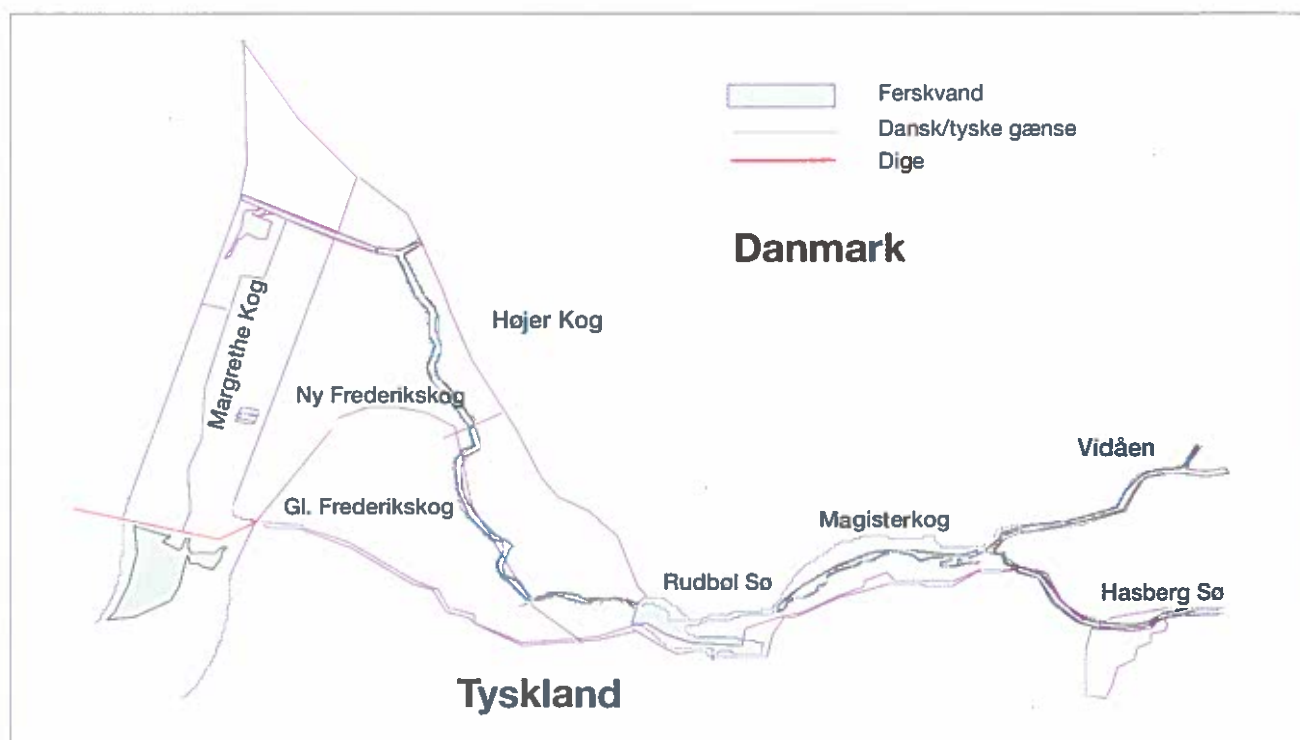 Ferskvand
Dansk/tyske gænse
Dige
Danmark
Højer Kog
Margrethe Kog
Ny Frederikskog
Vidåen
Gl. Frederikskog
Magisterkog
Rudbøl Sø
Hasberg Sø
Tyskland